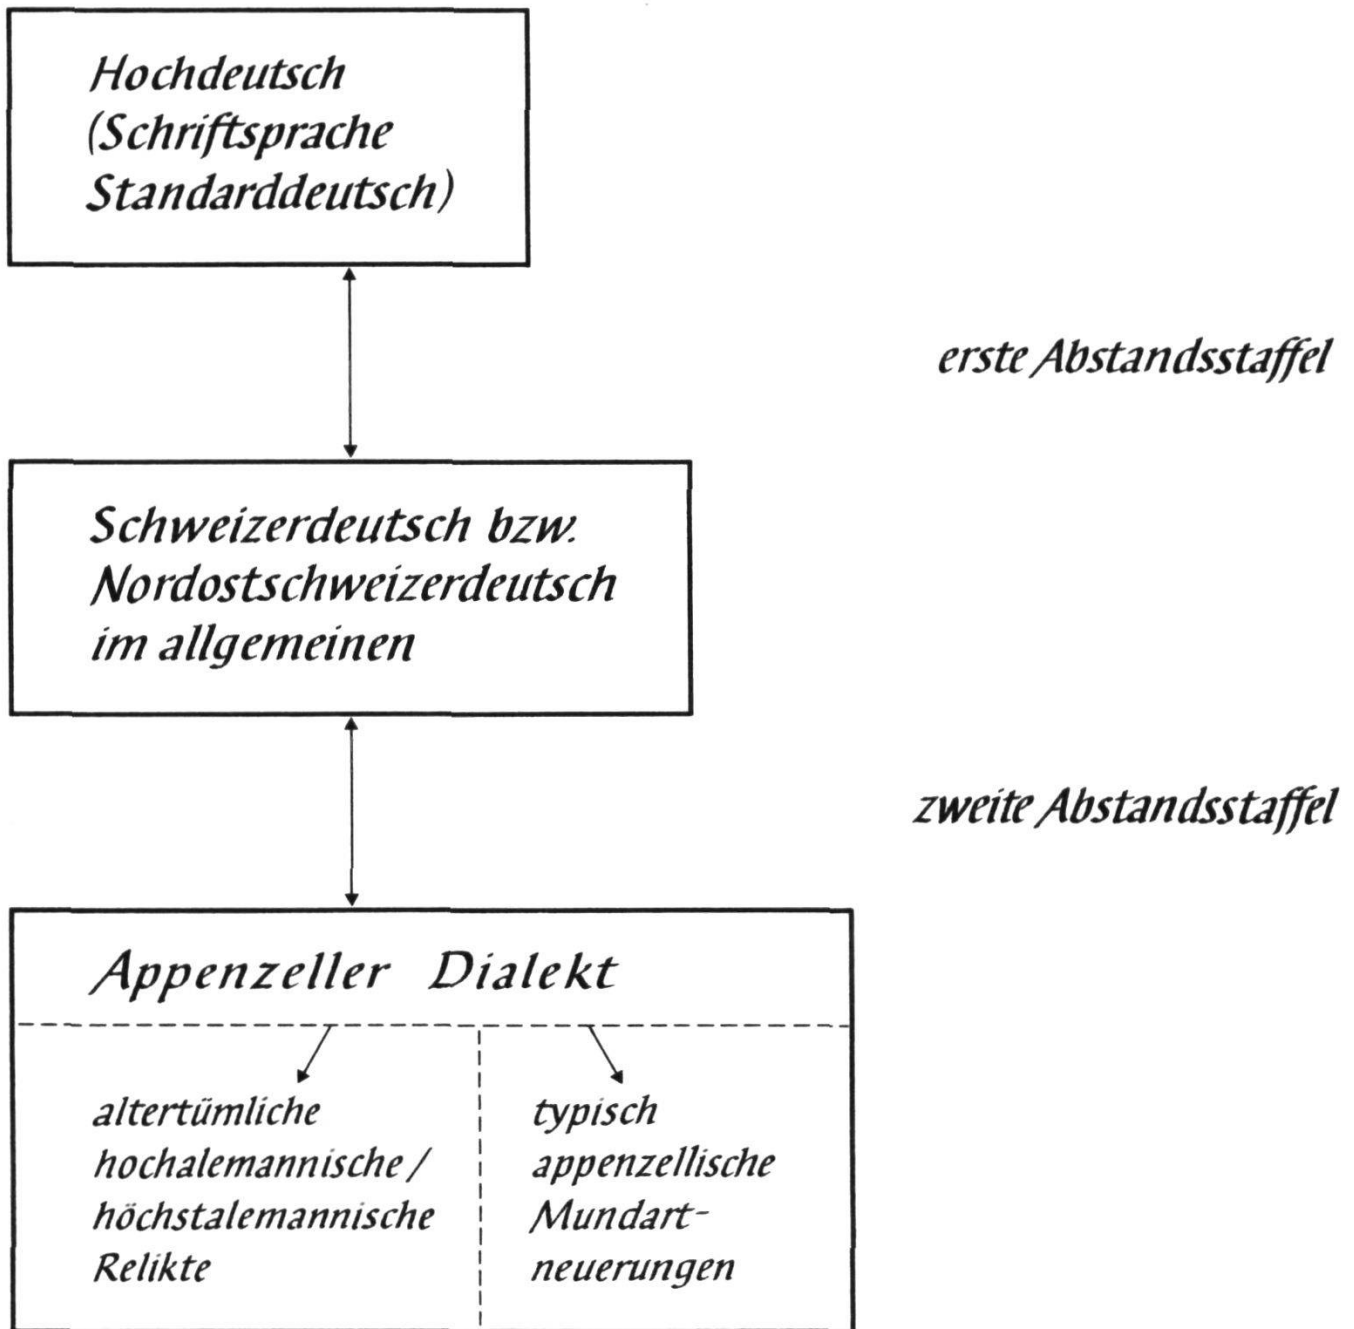 Hochdeutsch
(Schriftsprache
Standarddeutsch)
erste Abstandsstaffel
Schweizerdeutsch bzw.
Nordostschweizerdeutsch
im allgemeinen
zweite Abstandsstaffel
Appenzeller Dialekt
altertümliche
hochalemannische /
höchstalemannische
Relikte
typisch
appenzellische
Mundart-
neuerungen